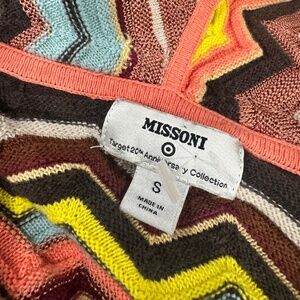 MISSONI
Target 20th Anniversary Collection
S
MADE IN
CHINA